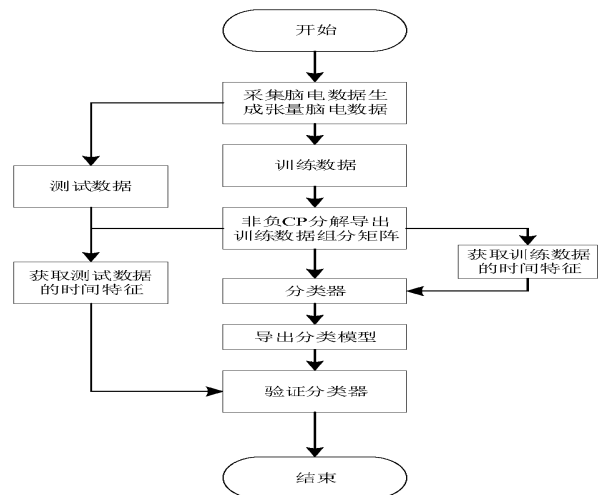 开始
采集脑电数据生
成张量脑电数据
训练数据
测试数据
非负CP分解导出
训练数据组分矩阵
获取测试数据
的时间特征
获取训练数据
的时间特征
分类器
导出分类模型
验证分类器
结束